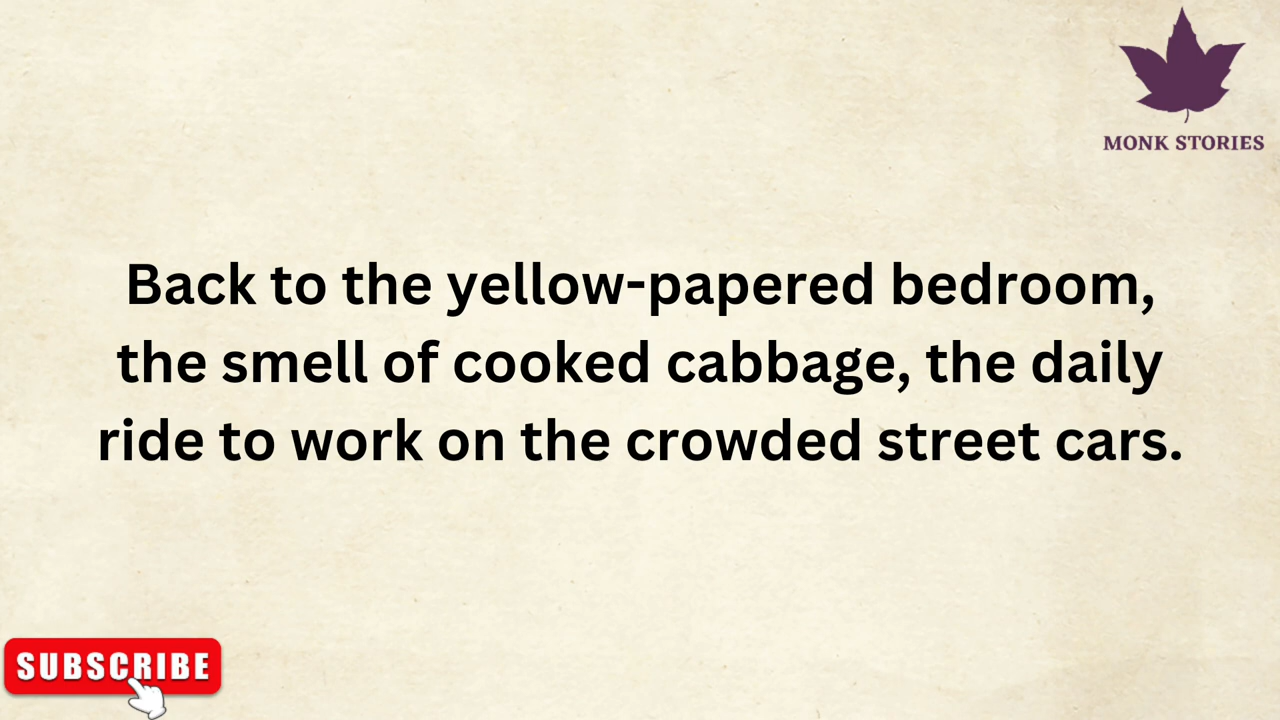 MONK STORIES
Back to the yellow-papered bedroom,
the smell of cooked cabbage, the daily
ride to work on the crowded street cars.
SUBSCRIBE